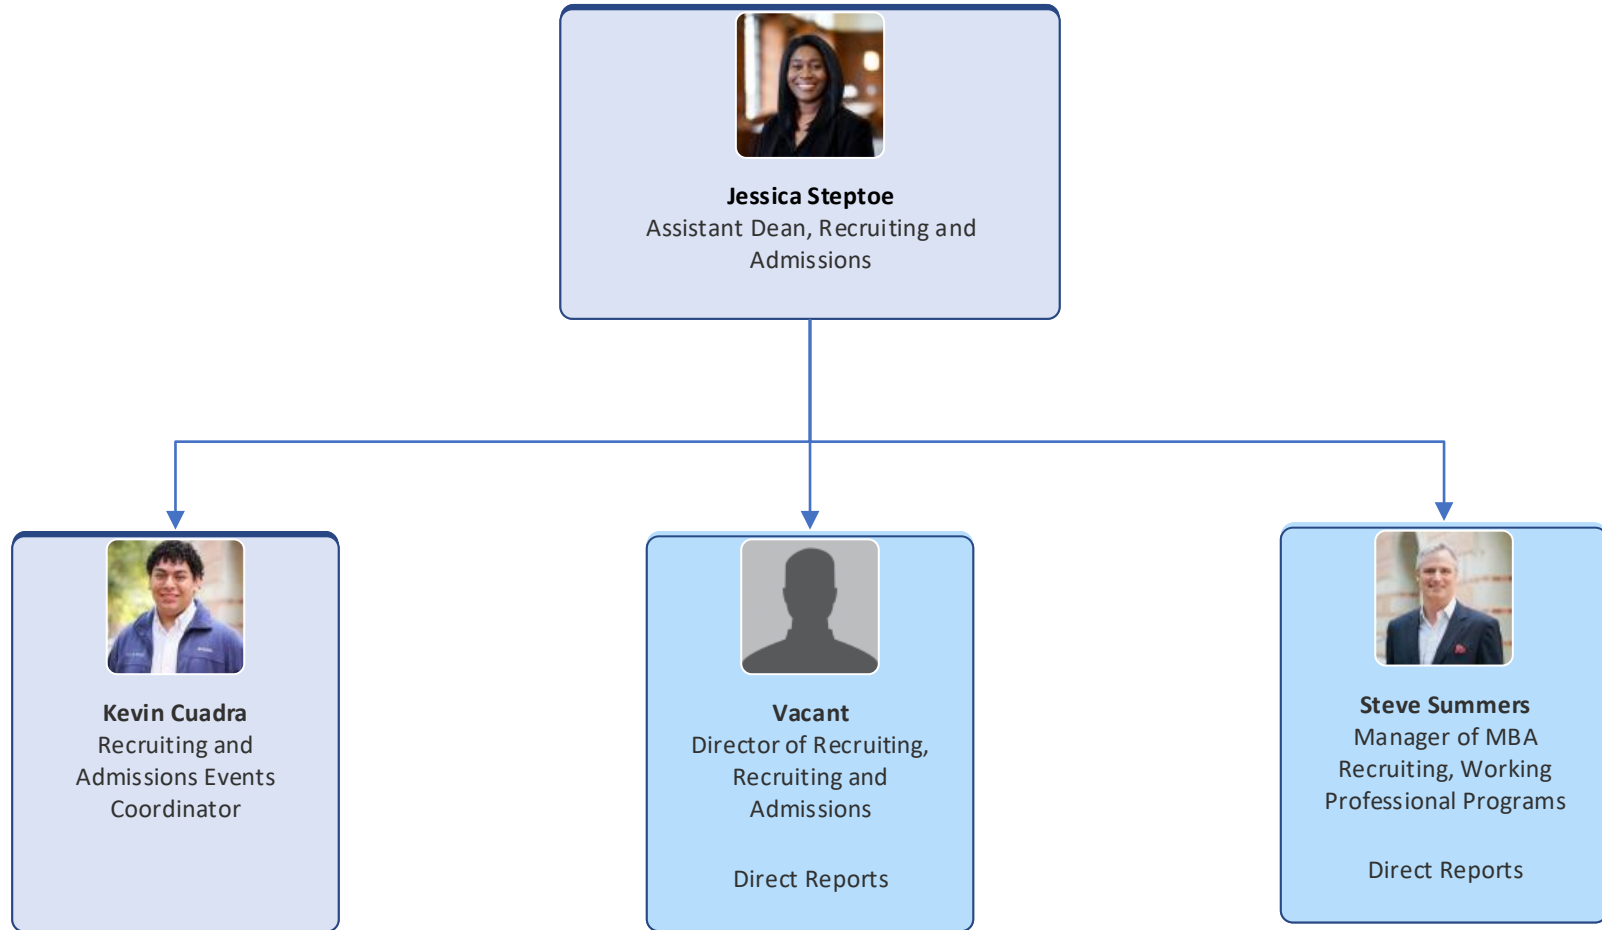 Jessica Steptoe
Assistant Dean, Recruiting and
Admissions
Kevin Cuadra
Recruiting and
Admissions Events
Coordinator
Vacant
Director of Recruiting,
Recruiting and
Admissions
Direct Reports
Steve Summers
Manager of MBA
Recruiting, Working
Professional Programs
Direct Reports